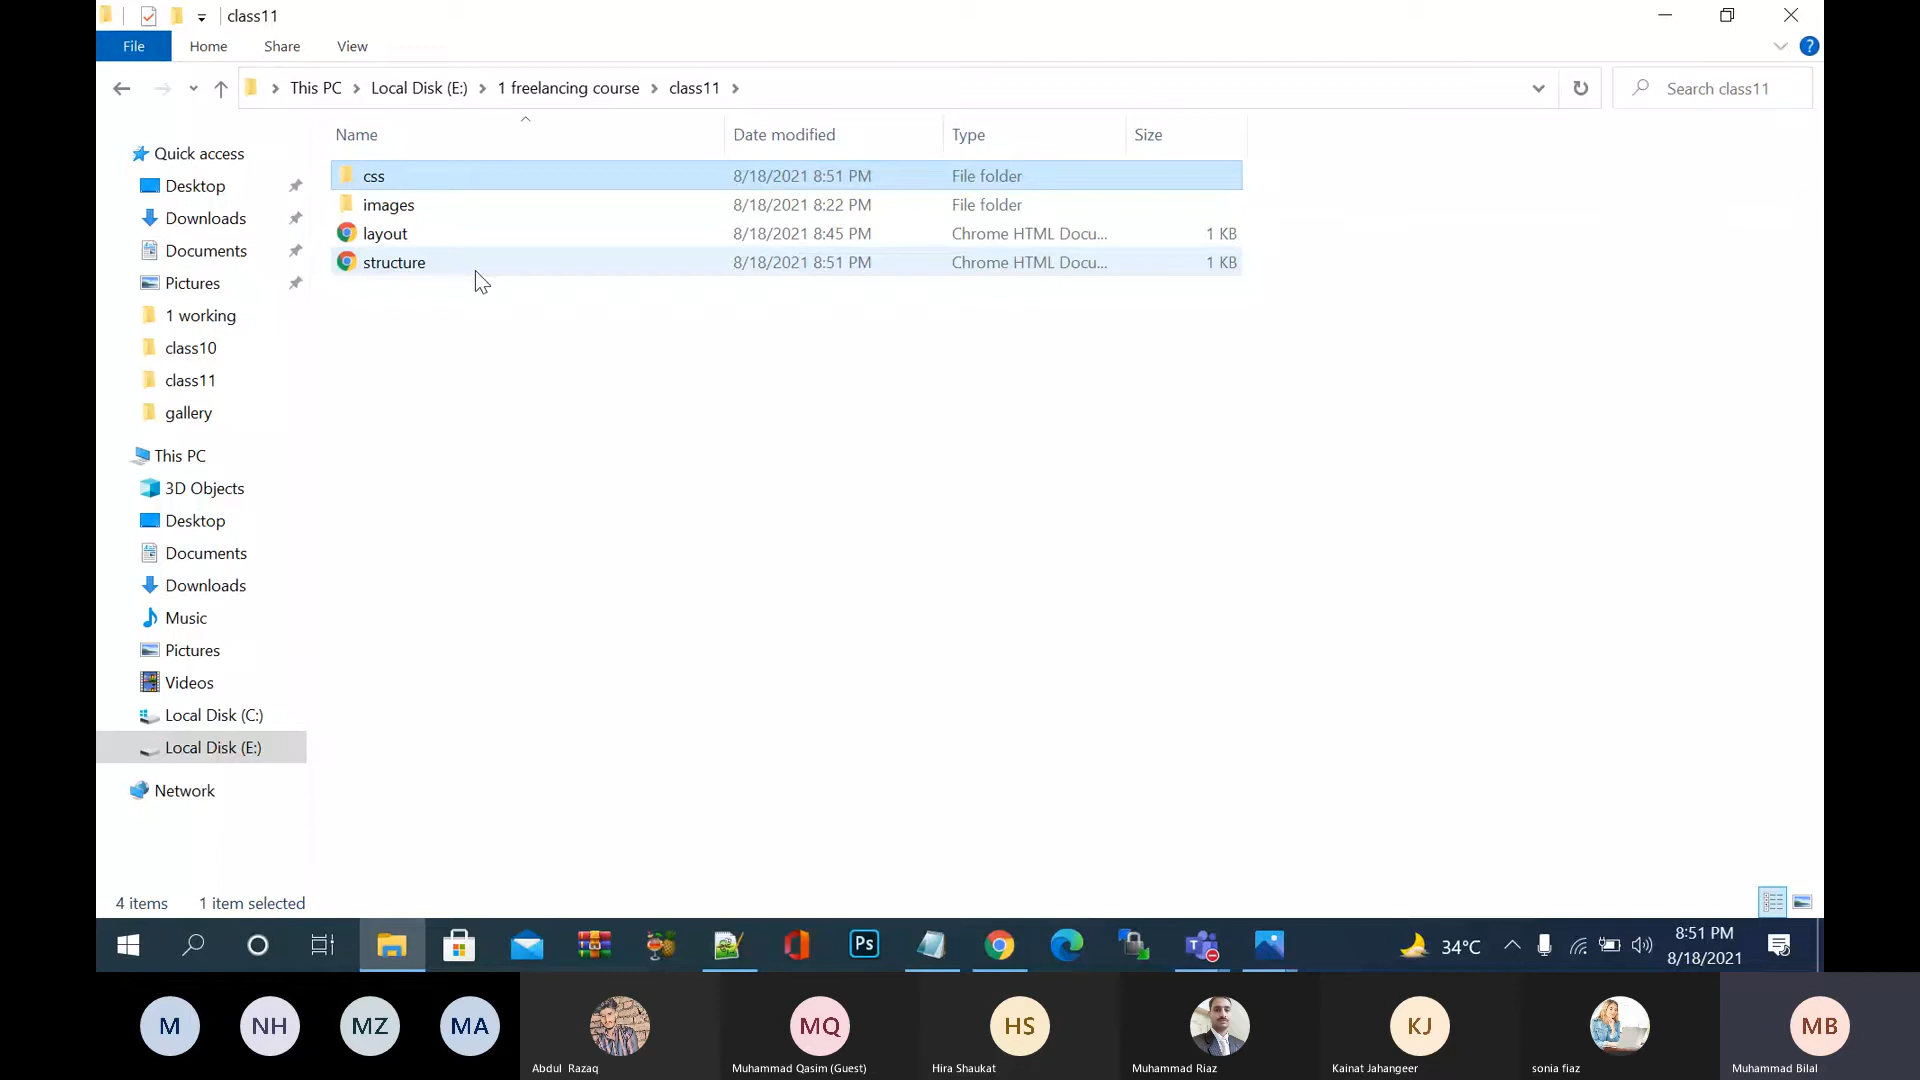 class11
File Home Share View
This PC Local Disk (E:) 1 freelancing course class11
Search class11
Name Date modified Type Size
css 8/18/2021 8:51 PM File folder
images 8/18/2021 8:22 PM File folder
layout 8/18/2021 8:45 PM Chrome HTML Docu... 1 KB
structure 8/18/2021 8:51 PM Chrome HTML Docu... 1 KB
Quick access
Desktop
Downloads
Documents
Pictures
1 working
class10
class11
gallery
This PC
3D Objects
Desktop
Documents
Downloads
Music
Pictures
Videos
Local Disk (C:)
Local Disk (E:)
Network
4 items 1 item selected
Ps
34°C
8:51 PM
8/18/2021
M NH MZ MA MQ HS KJ MB
Abdul Razaq Muhammad Qasim (Guest) Hira Shaukat Muhammad Riaz Kainat Jahangeer sonia fiaz Muhammad Bilal